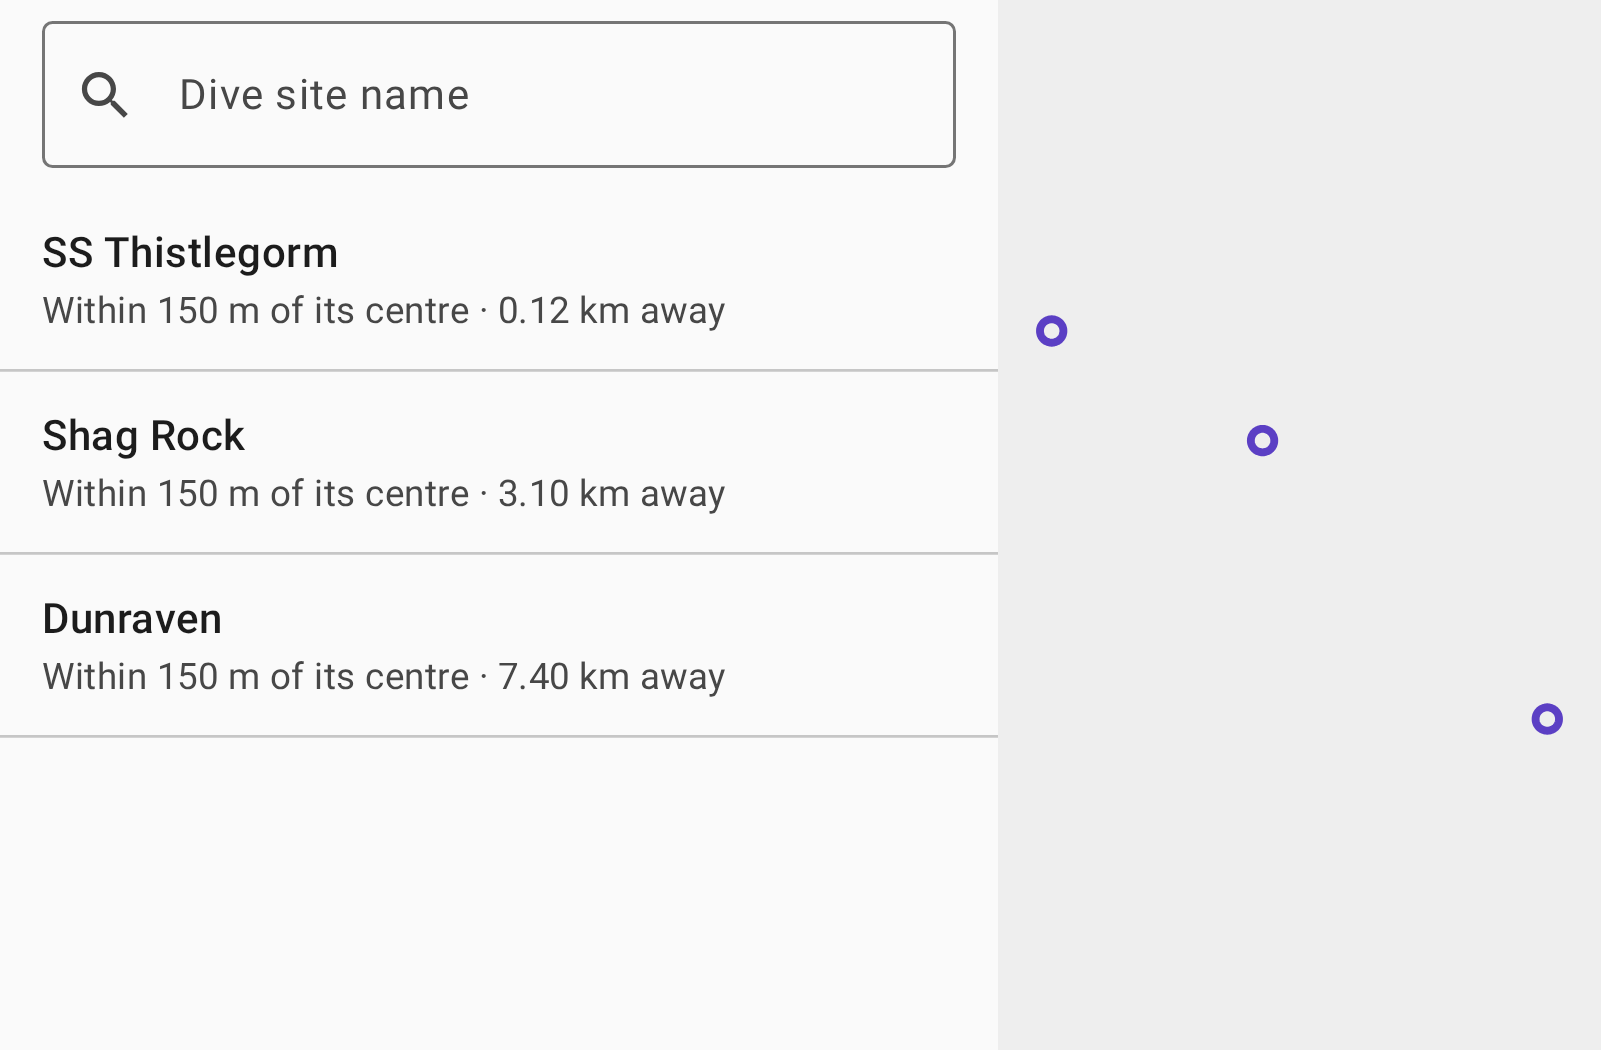 Dive site name
SS Thistlegorm
Within 150 m of its centre · 0.12 km away
Shag Rock
Within 150 m of its centre · 3.10 km away
Dunraven
Within 150 m of its centre · 7.40 km away